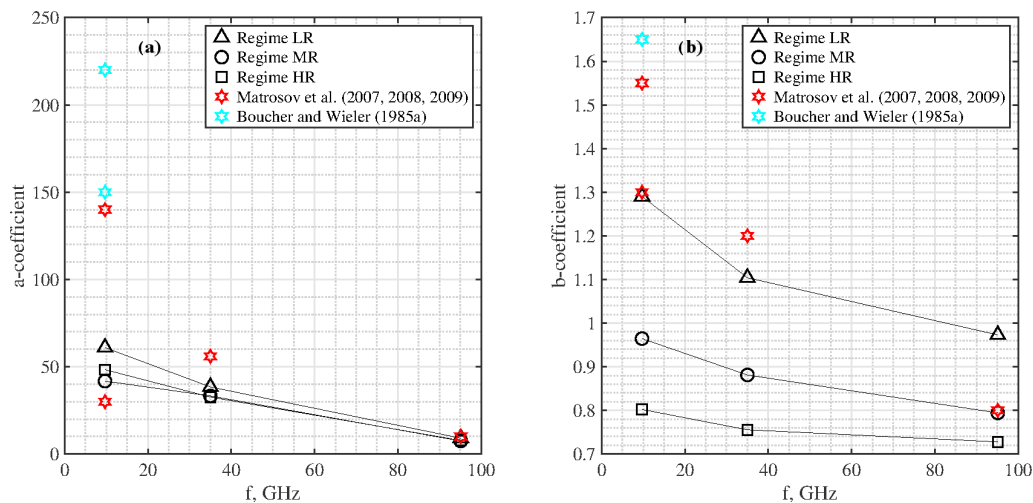 (a)
Regime LR
Regime MR
Regime HR
Matrosov et al. (2007, 2008, 2009)
Boucher and Wieler (1985a)
250
200
150
100
50
0
a-coefficient
0 20 40 60 80 100
f, GHz
(b)
Regime LR
Regime MR
Regime HR
Matrosov et al. (2007, 2008, 2009)
Boucher and Wieler (1985a)
1.7
1.6
1.5
1.4
1.3
1.2
1.1
1
0.9
0.8
0.7
b-coefficient
0 20 40 60 80 100
f, GHz